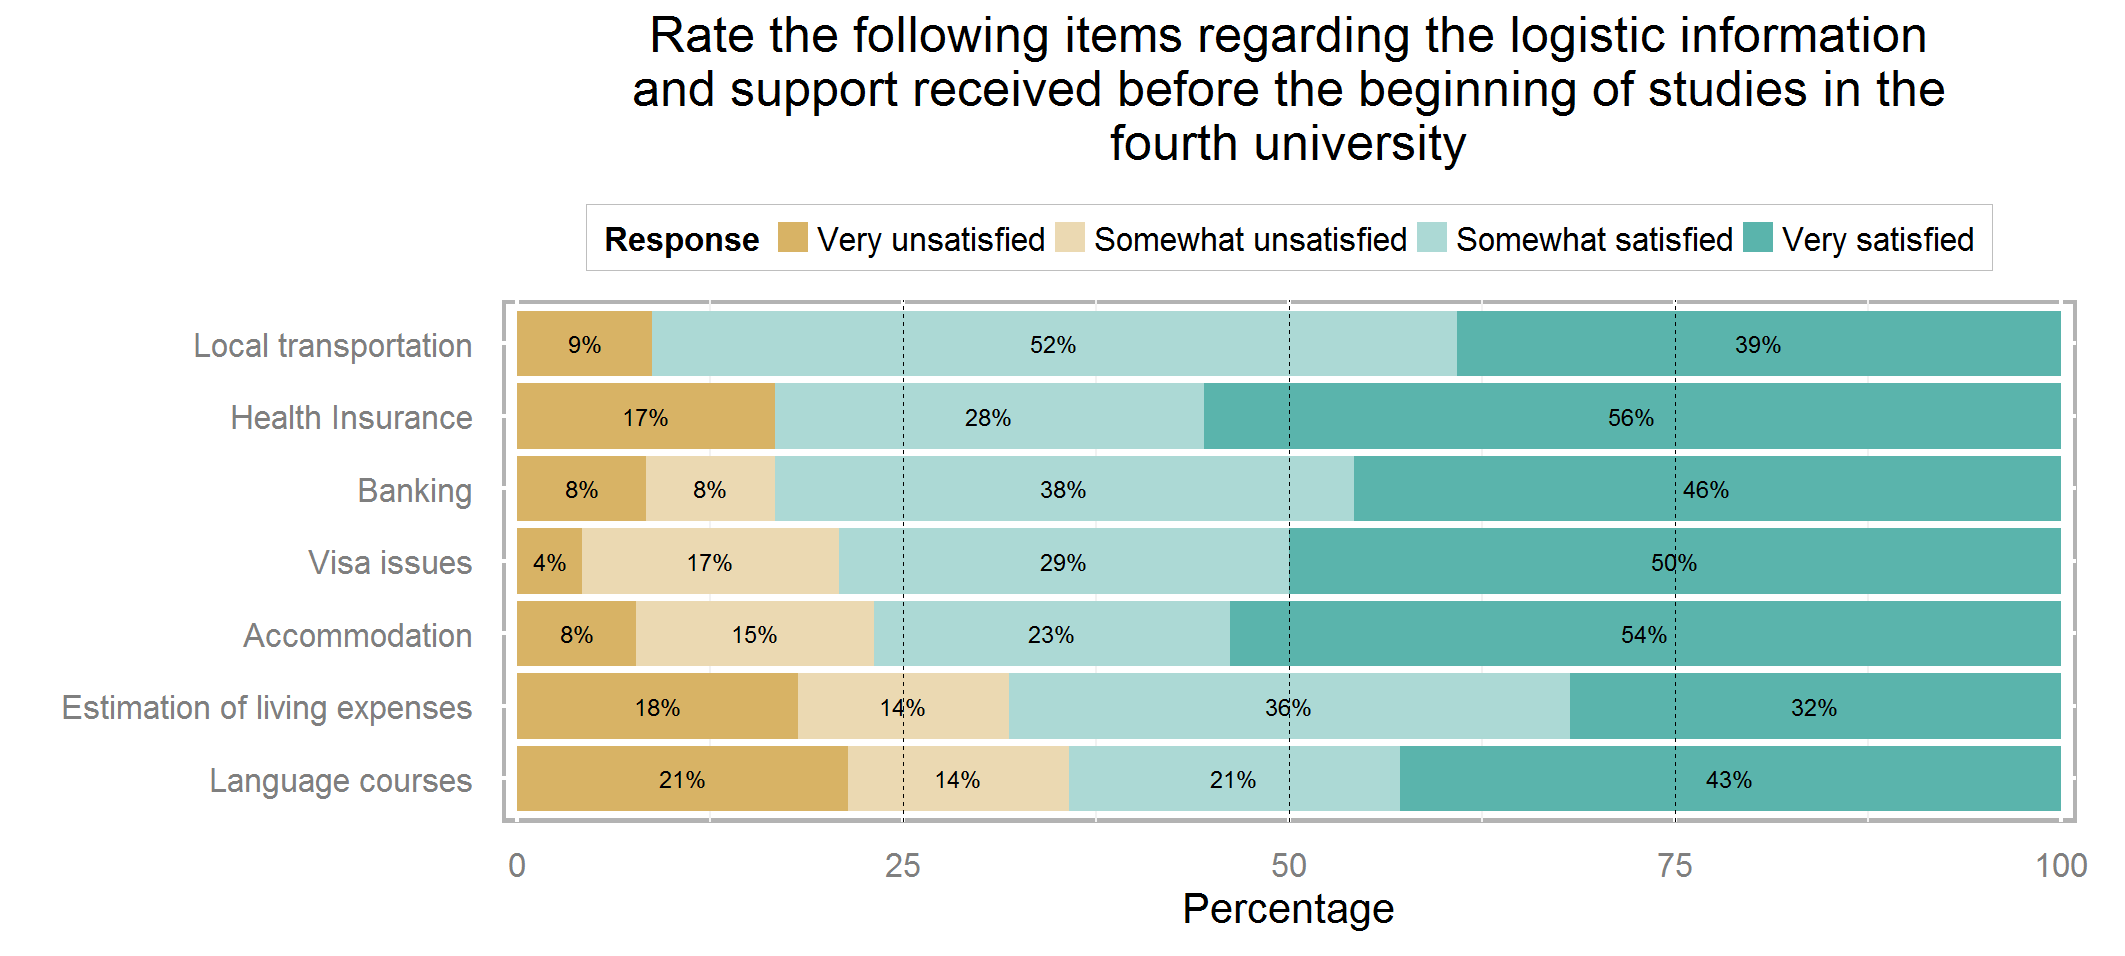 Rate the following items regarding the logistic information
and support received before the beginning of studies in the
fourth university
Response Very unsatisfied Somewhat unsatisfied Somewhat satisfied Very satisfied
Local transportation 9% 52% 39%
Health Insurance 17% 28% 56%
Banking 8% 8% 38% 46%
Visa issues 4% 17% 29% 50%
Accommodation 8% 15% 23% 54%
Estimation of living expenses 18% 14% 36% 32%
Language courses 21% 14% 21% 43%
0 25 50 75 100
Percentage